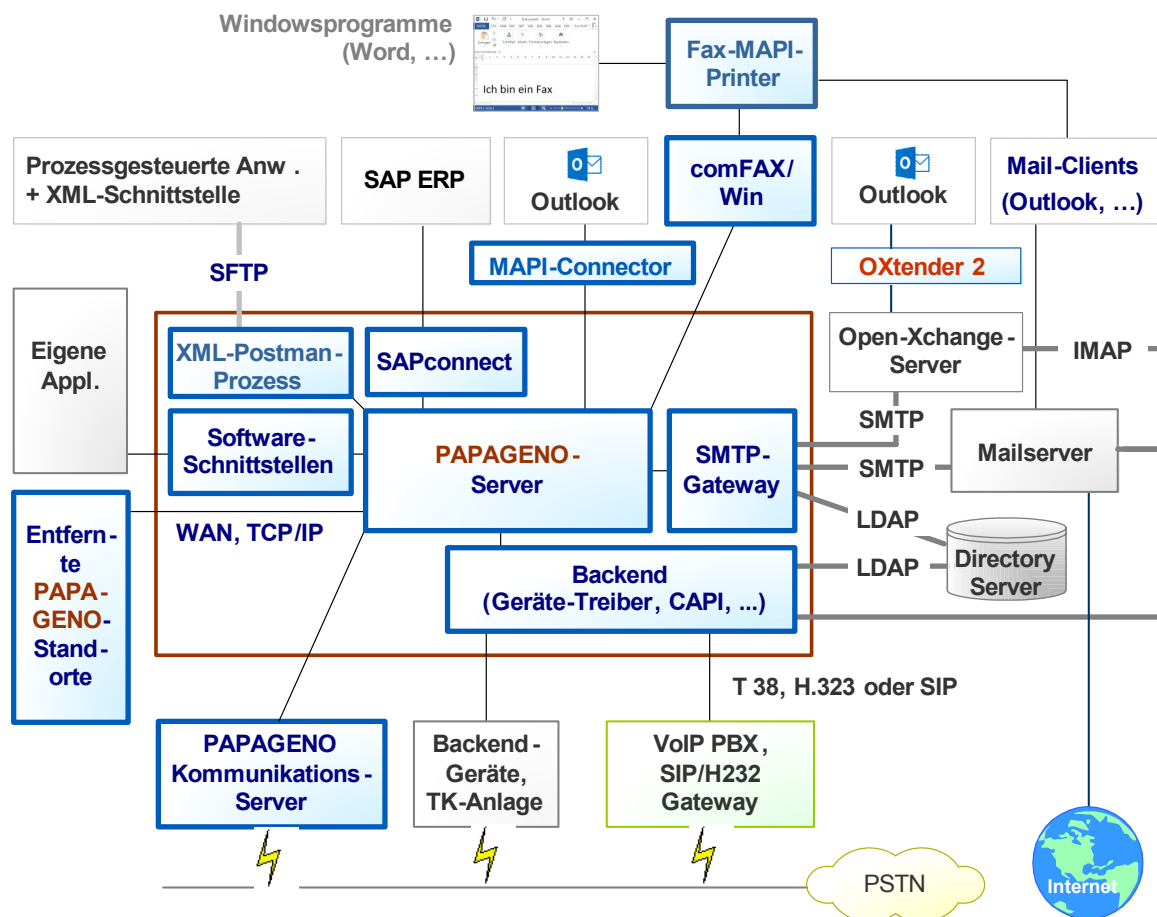 Windowsprogramme
(Word, …)
Ich bin ein Fax
Fax-MAPI-
Printer
Prozessgesteuerte Anw .
+ XML-Schnittstelle
SAP ERP
Outlook
comFAX/
Win
Outlook
Mail-Clients
(Outlook, …)
SFTP
MAPI-Connector
OXtender 2
Eigene
Appl.
XML-Postman-
Prozess
SAPconnect
Open-Xchange-
Server
IMAP
SMTP
Software-
Schnittstellen
PAPAGENO-
Server
SMTP-
Gateway
SMTP
Mailserver
Entfern-
te
PAPA-
GENO-
Stand-
orte
WAN, TCP/IP
LDAP
LDAP
Directory
Server
Backend
(Geräte-Treiber, CAPI, ...)
T 38, H.323 oder SIP
PAPAGENO
Kommunikations-
Server
Backend-
Geräte,
TK-Anlage
VoIP PBX,
SIP/H232
Gateway
PSTN
Internet